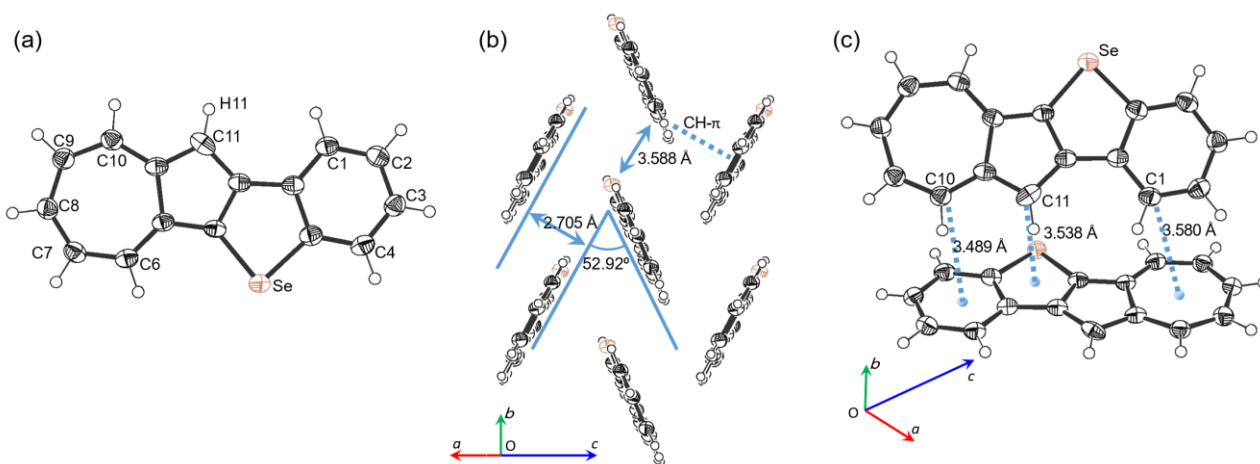 (a)
H11
C11
C9
C10
C1
C2
C8
C3
C7
C6
C4
Se
(b)
CH-π
3.588 Å
2.705 Å
52.92º
b
a
O
c
(c)
Se
C10
C11
C1
3.489 Å
3.538 Å
3.580 Å
b
c
O
a